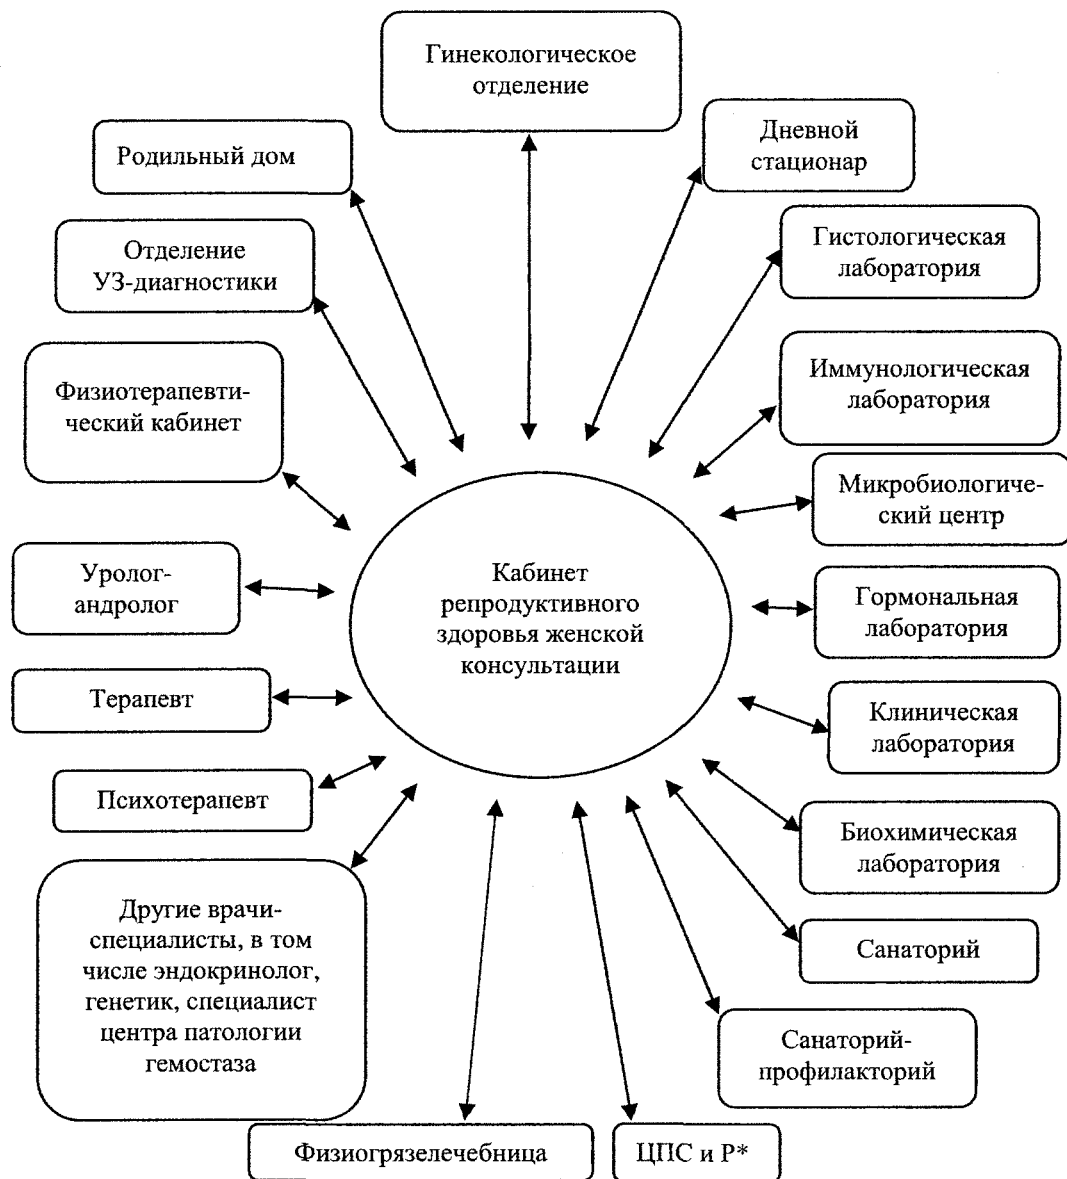 Гинекологическое
отделение
Родильный дом
Дневной
стационар
Отделение
УЗ-диагностики
Гистологическая
лаборатория
Физиотерапевти-
ческий кабинет
Иммунологическая
лаборатория
Микробиологиче-
ский центр
Уролог-
андролог
Кабинет
репродуктивного
здоровья женской
консультации
Гормональная
лаборатория
Терапевт
Клиническая
лаборатория
Психотерапевт
Биохимическая
лаборатория
Другие врачи-
специалисты, в том
числе эндокринолог,
генетик, специалист
центра патологии
гемостаза
Санаторий
Санаторий-
профилакторий
Физиогрязелечебница
ЦПС и Р*